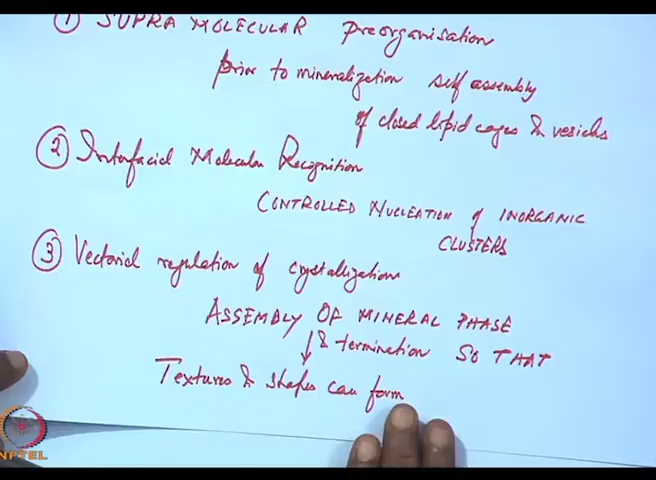 ① SUPRA MOLECULAR Preorganisation
prior to mineralization self assembly
of closed lipid cages & vesicles
② Interfacial Molecular Recognition
CONTROLLED NUCLEATION of INORGANIC
CLUSTERS
③ Vectorial regulation of crystallization
ASSEMBLY OF MINERAL PHASE
↓ & termination SO THAT
Textures & shapes can form
NPTEL